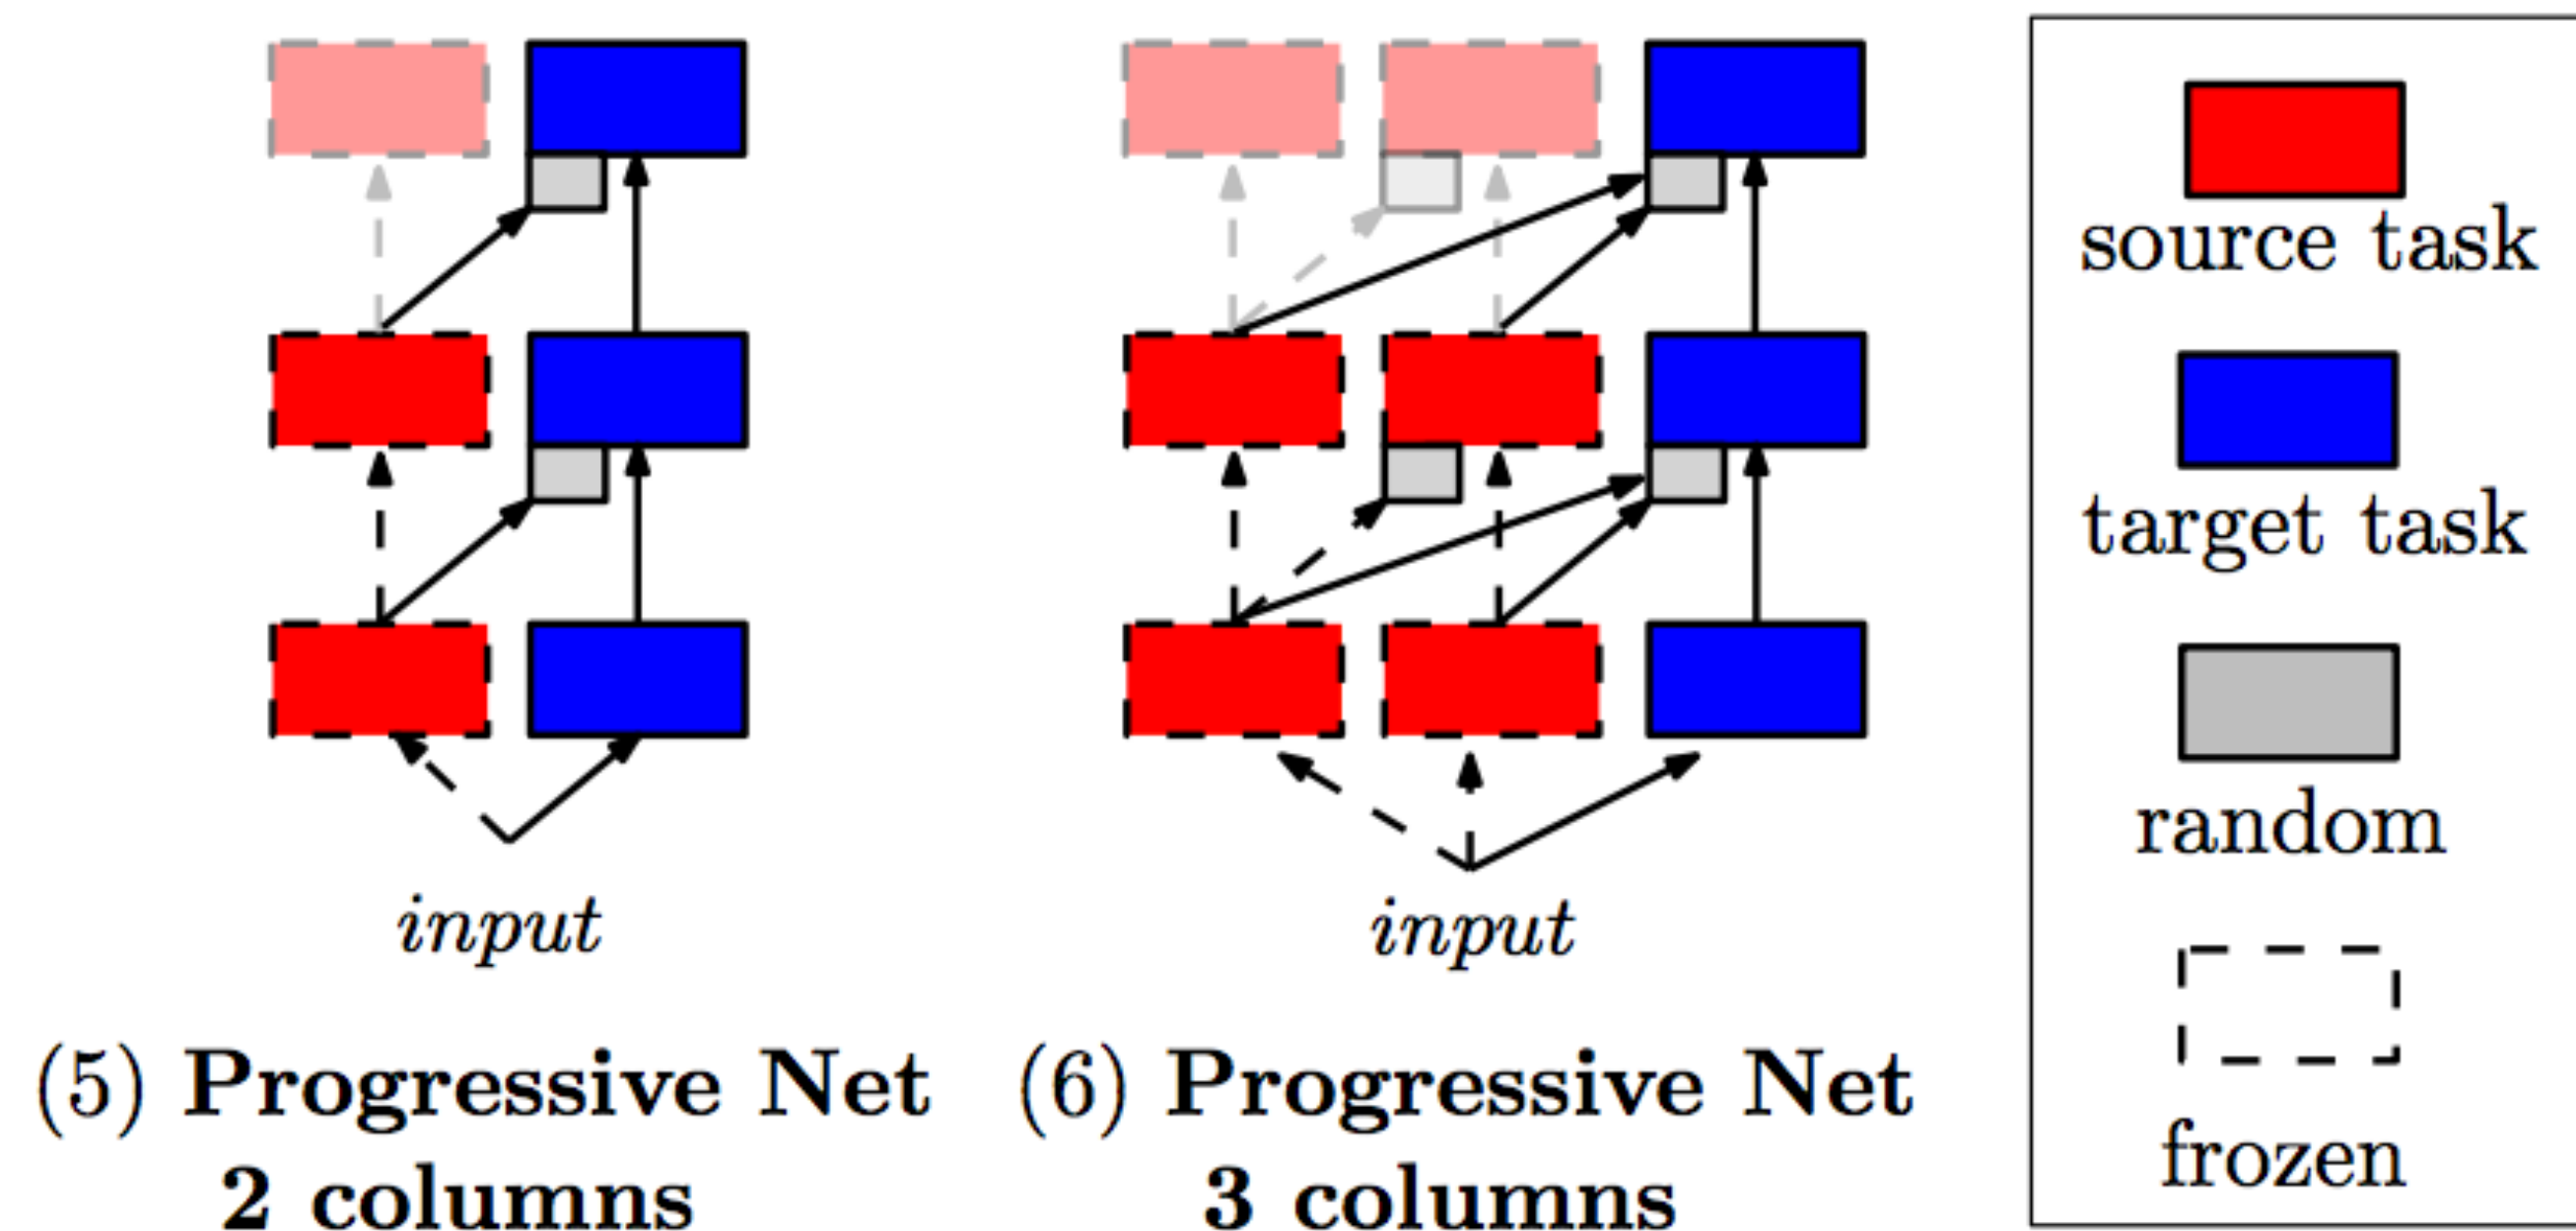 source task
target task
random
frozen
input
input
(5) Progressive Net
2 columns
(6) Progressive Net
3 columns